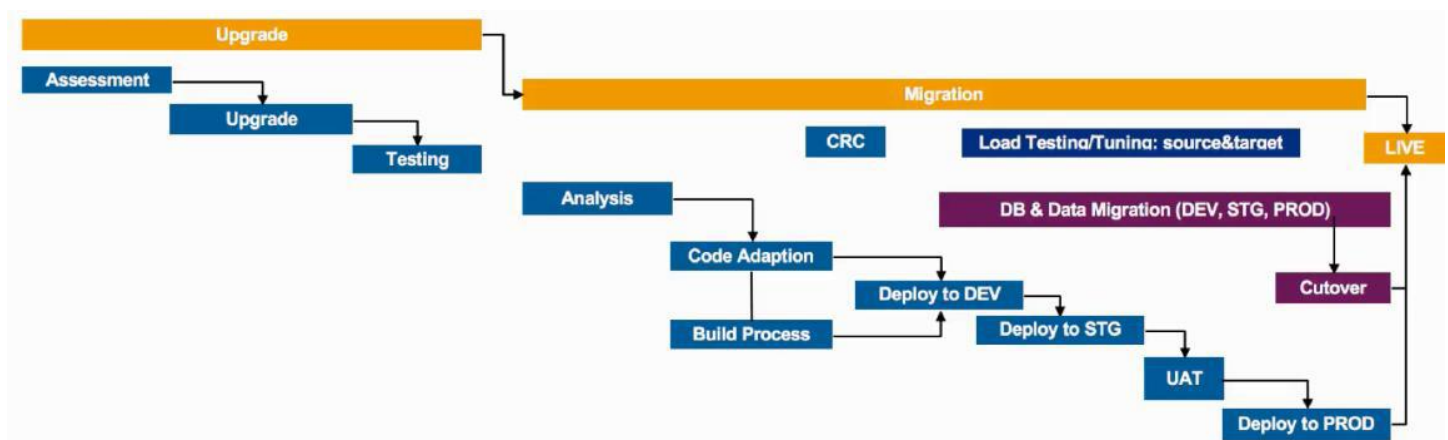 Upgrade
Assessment
Migration
Upgrade
CRC
Load Testing/Tuning: source&target
LIVE
Testing
Analysis
DB & Data Migration (DEV, STG, PROD)
Code Adaption
Deploy to DEV
Cutover
Build Process
Deploy to STG
UAT
Deploy to PROD